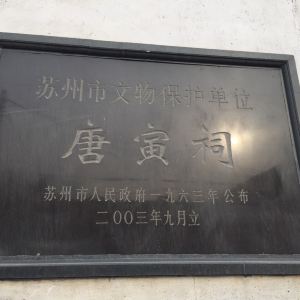 苏州市文物保护单位
唐寅祠
苏州市人民政府一九六三年公布
二〇〇三年九月立